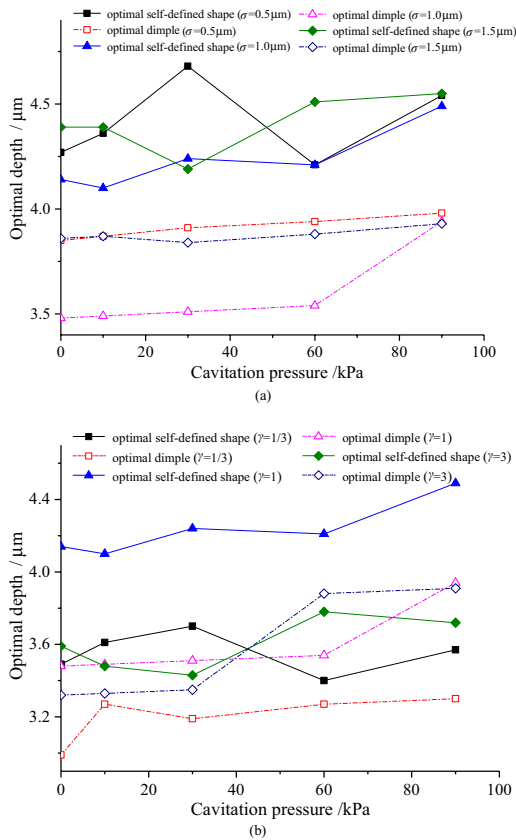 optimal self-defined shape (σ=0.5μm)
optimal dimple (σ=0.5μm)
optimal self-defined shape (σ=1.0μm)
optimal dimple (σ=1.0μm)
optimal self-defined shape (σ=1.5μm)
optimal dimple (σ=1.5μm)
Optimal depth / μm
4.5
4.0
3.5
0 20 40 60 80 100
Cavitation pressure /kPa
(a)
optimal self-defined shape (γ=1/3)
optimal dimple (γ=1/3)
optimal self-defined shape (γ=1)
optimal dimple (γ=1)
optimal self-defined shape (γ=3)
optimal dimple (γ=3)
Optimal depth / μm
4.4
4.0
3.6
3.2
0 20 40 60 80 100
Cavitation pressure /kPa
(b)